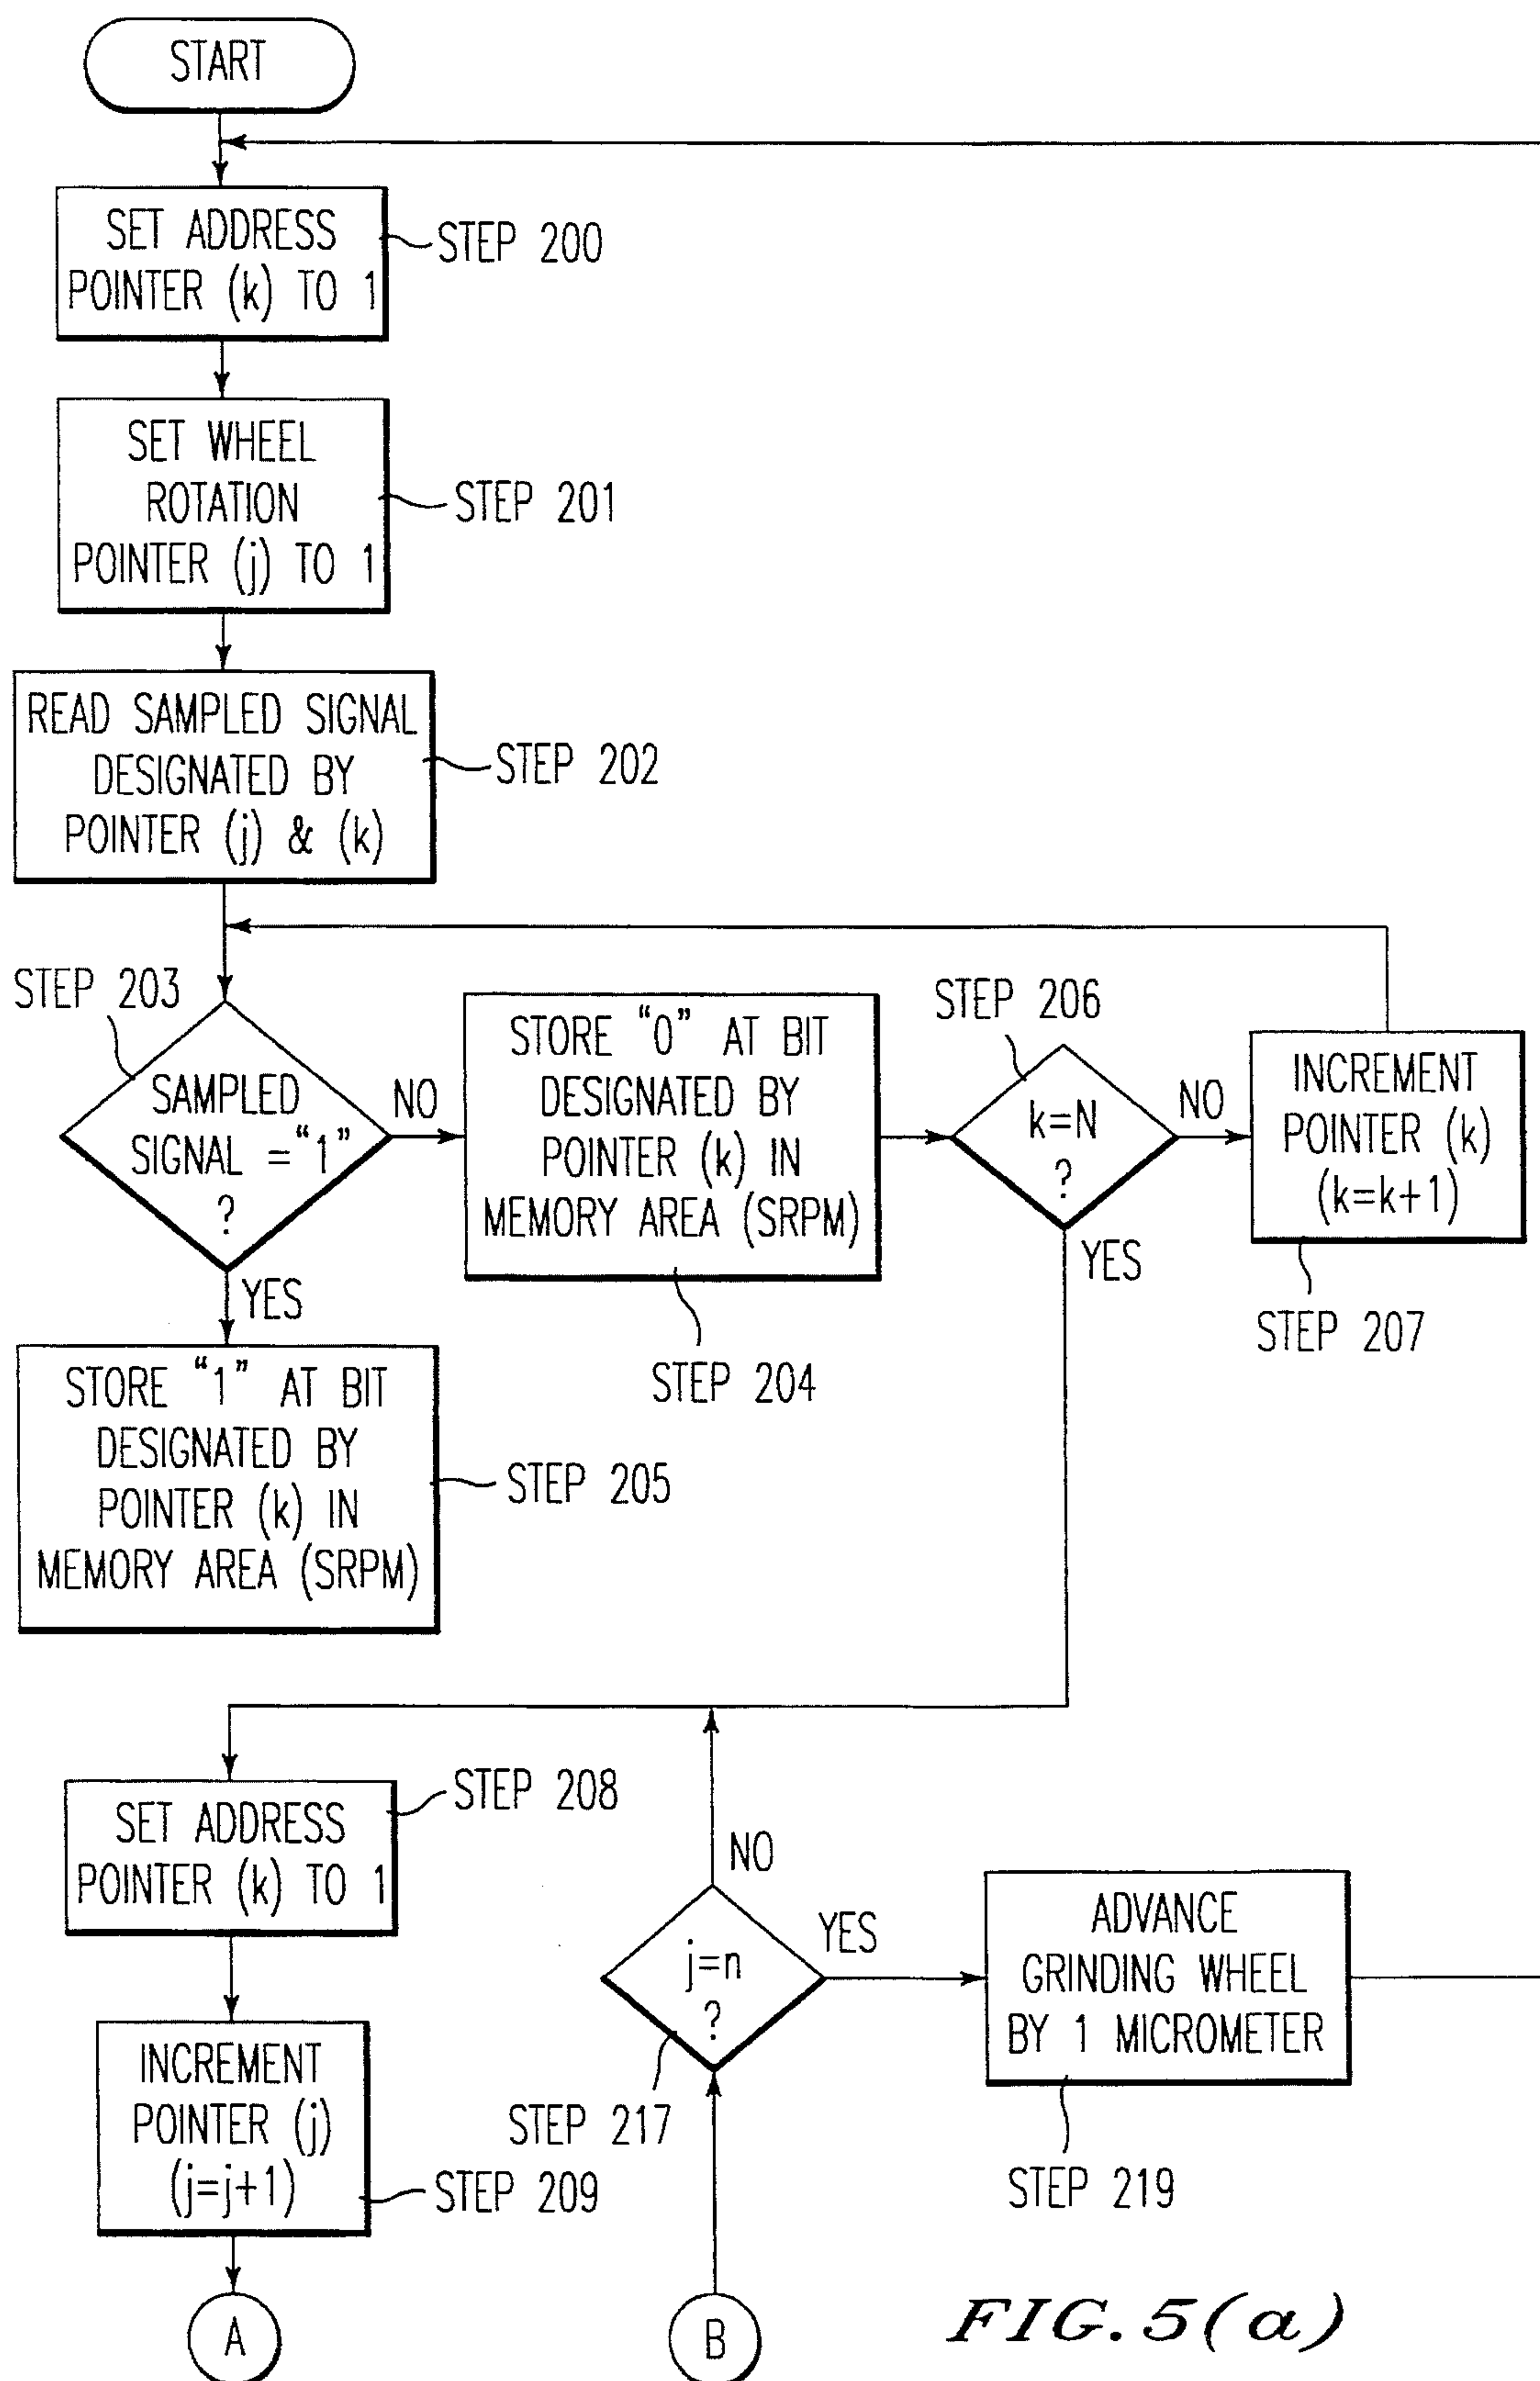 START
SET ADDRESS
POINTER (k) TO 1
STEP 200
SET WHEEL
ROTATION
POINTER (j) TO 1
STEP 201
READ SAMPLED SIGNAL
DESIGNATED BY
POINTER (j) & (k)
STEP 202
STEP 203
SAMPLED
SIGNAL ="1"
?
NO
YES
STORE "0" AT BIT
DESIGNATED BY
POINTER (k) IN
MEMORY AREA (SRPM)
STEP 204
STEP 206
k=N
?
NO
YES
INCREMENT
POINTER (k)
(k=k+1)
STEP 207
STORE "1" AT BIT
DESIGNATED BY
POINTER (k) IN
MEMORY AREA (SRPM)
STEP 205
SET ADDRESS
POINTER (k) TO 1
STEP 208
INCREMENT
POINTER (j)
(j=j+1)
STEP 209
A
NO
j=n
?
YES
STEP 217
B
ADVANCE
GRINDING WHEEL
BY 1 MICROMETER
STEP 219
FIG. 5(a)